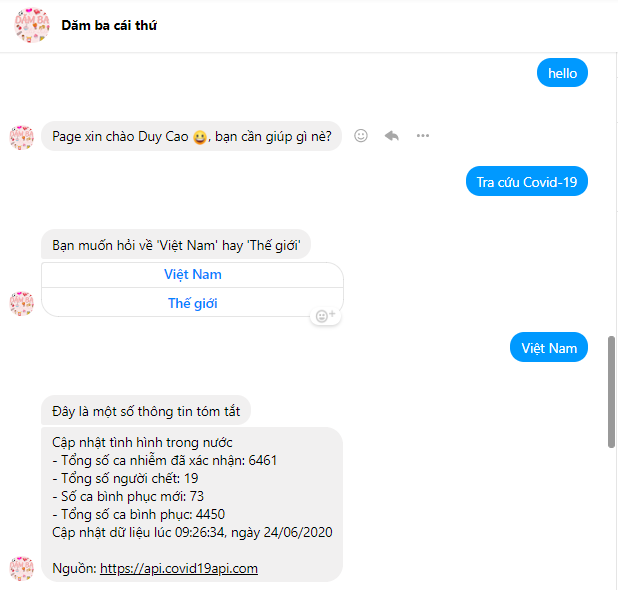 DĂM BA
Dăm ba cái thứ
hello
Page xin chào Duy Cao 😀, bạn cần giúp gì nè?
Tra cứu Covid-19
Bạn muốn hỏi về 'Việt Nam' hay 'Thế giới'
Việt Nam
Thế giới
Việt Nam
Đây là một số thông tin tóm tắt
Cập nhật tình hình trong nước
- Tổng số ca nhiễm đã xác nhận: 6461
- Tổng số người chết: 19
- Số ca bình phục mới: 73
- Tổng số ca bình phục: 4450
Cập nhật dữ liệu lúc 09:26:34, ngày 24/06/2020
Nguồn: https://api.covid19api.com